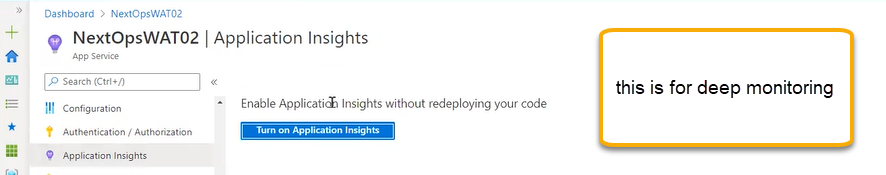 Dashboard > NextOpsWAT02
NextOpsWAT02 | Application Insights
App Service
Search (Ctrl+/)
Configuration
Authentication / Authorization
Application Insights
Enable Application Insights without redeploying your code
Turn on Application Insights
this is for deep monitoring